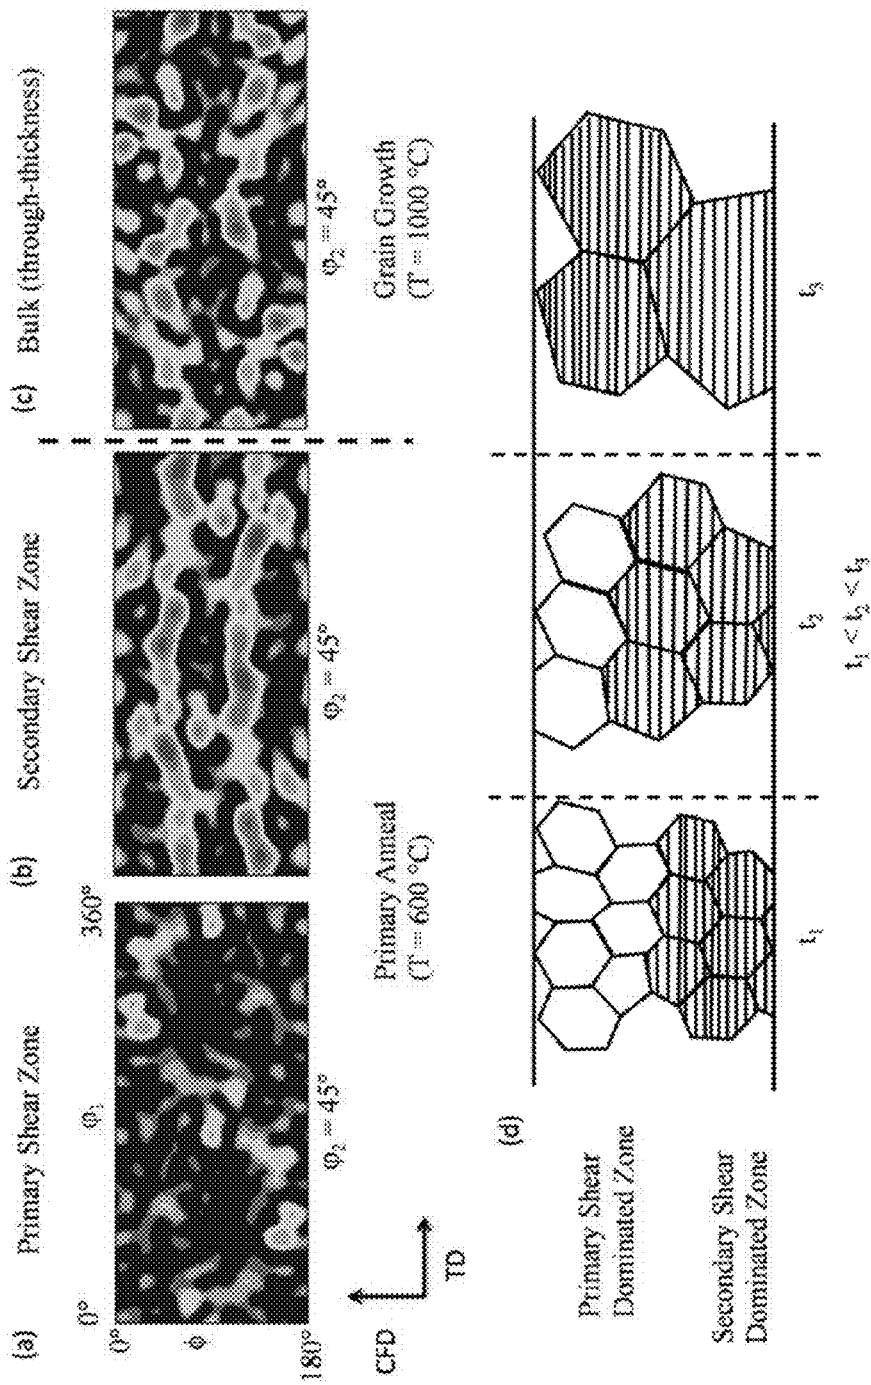 (a)
Primary Shear Zone
(b)
Secondary Shear Zone
(c)
Bulk (through-thickness)
0°
φ₁
360°
0°
ϕ
180°
φ₂ = 45°
φ₂ = 45°
φ₂ = 45°
CFD
TD
Primary Anneal
(T = 600 °C)
Grain Growth
(T = 1000 °C)
(d)
Primary Shear
Dominated Zone
Secondary Shear
Dominated Zone
t₁
t₂
t₃
t₁ < t₂ < t₃